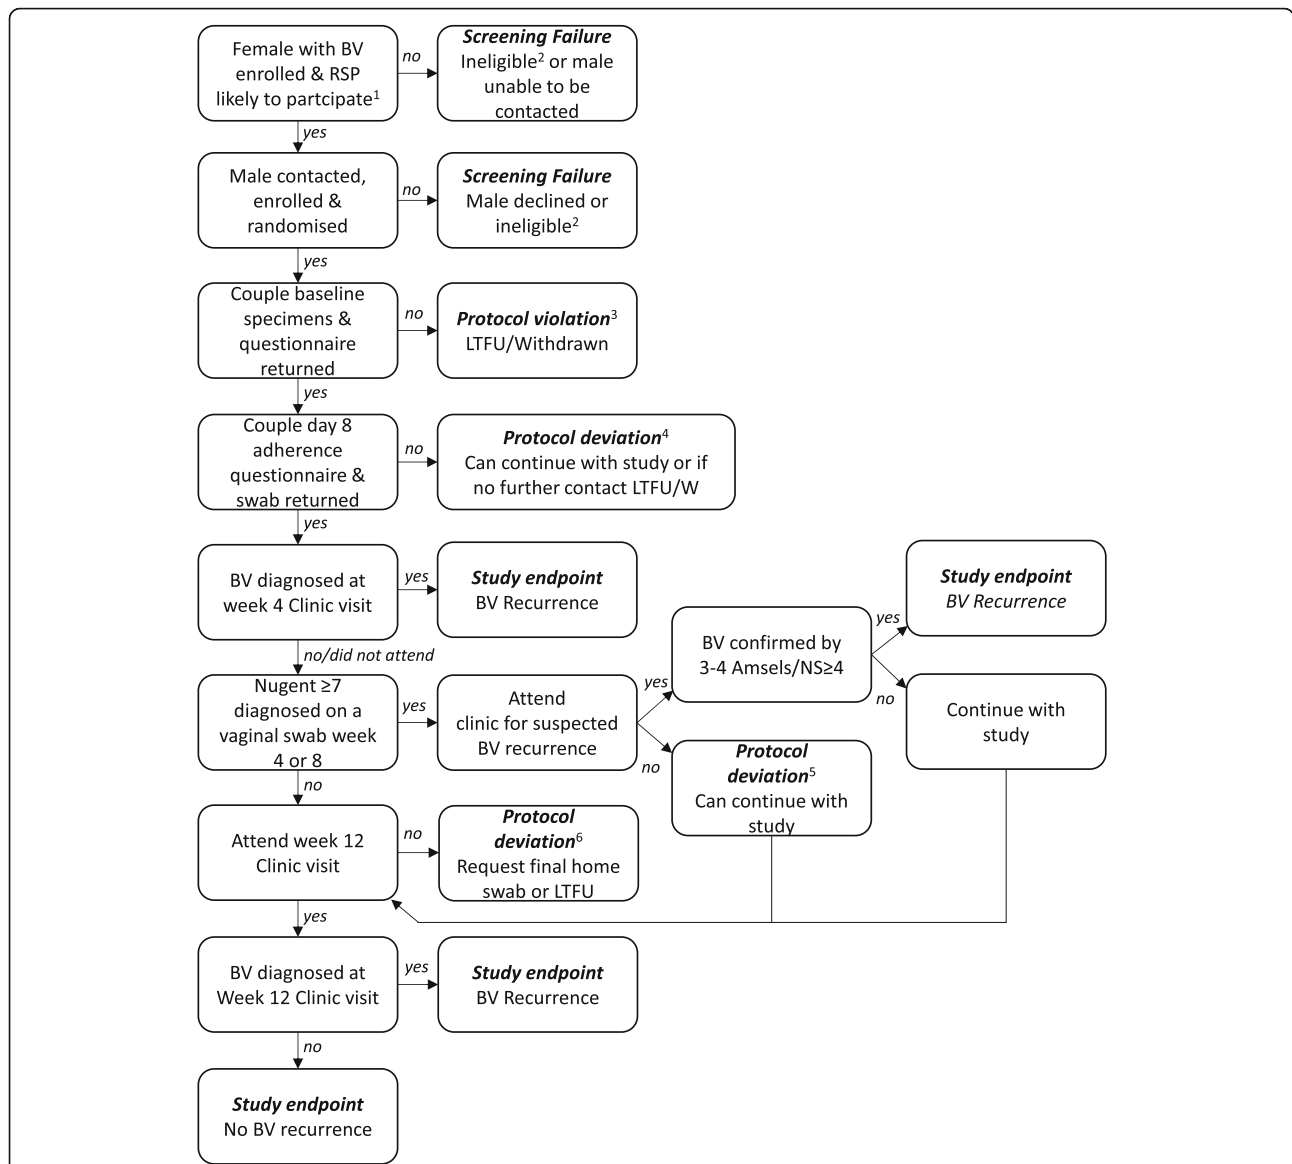 Female with BV
enrolled & RSP
likely to partcipate1
no
Screening Failure
Ineligible2 or male
unable to be
contacted
yes
Male contacted,
enrolled &
randomised
no
Screening Failure
Male declined or
ineligible2
yes
Couple baseline
specimens &
questionnaire
returned
no
Protocol violation3
LTFU/Withdrawn
yes
Couple day 8
adherence
questionnaire &
swab returned
no
Protocol deviation4
Can continue with study or if
no further contact LTFU/W
yes
BV diagnosed at
week 4 Clinic visit
yes
Study endpoint
BV Recurrence
no/did not attend
Nugent ≥7
diagnosed on a
vaginal swab week
4 or 8
yes
Attend
clinic for suspected
BV recurrence
yes
BV confirmed by
3-4 Amsels/NS≥4
yes
Study endpoint
BV Recurrence
no
Continue with
study
no
Protocol
deviation5
Can continue with
study
no
Attend week 12
Clinic visit
no
Protocol
deviation6
Request final home
swab or LTFU
yes
BV diagnosed at
Week 12 Clinic visit
yes
Study endpoint
BV Recurrence
no
Study endpoint
No BV recurrence